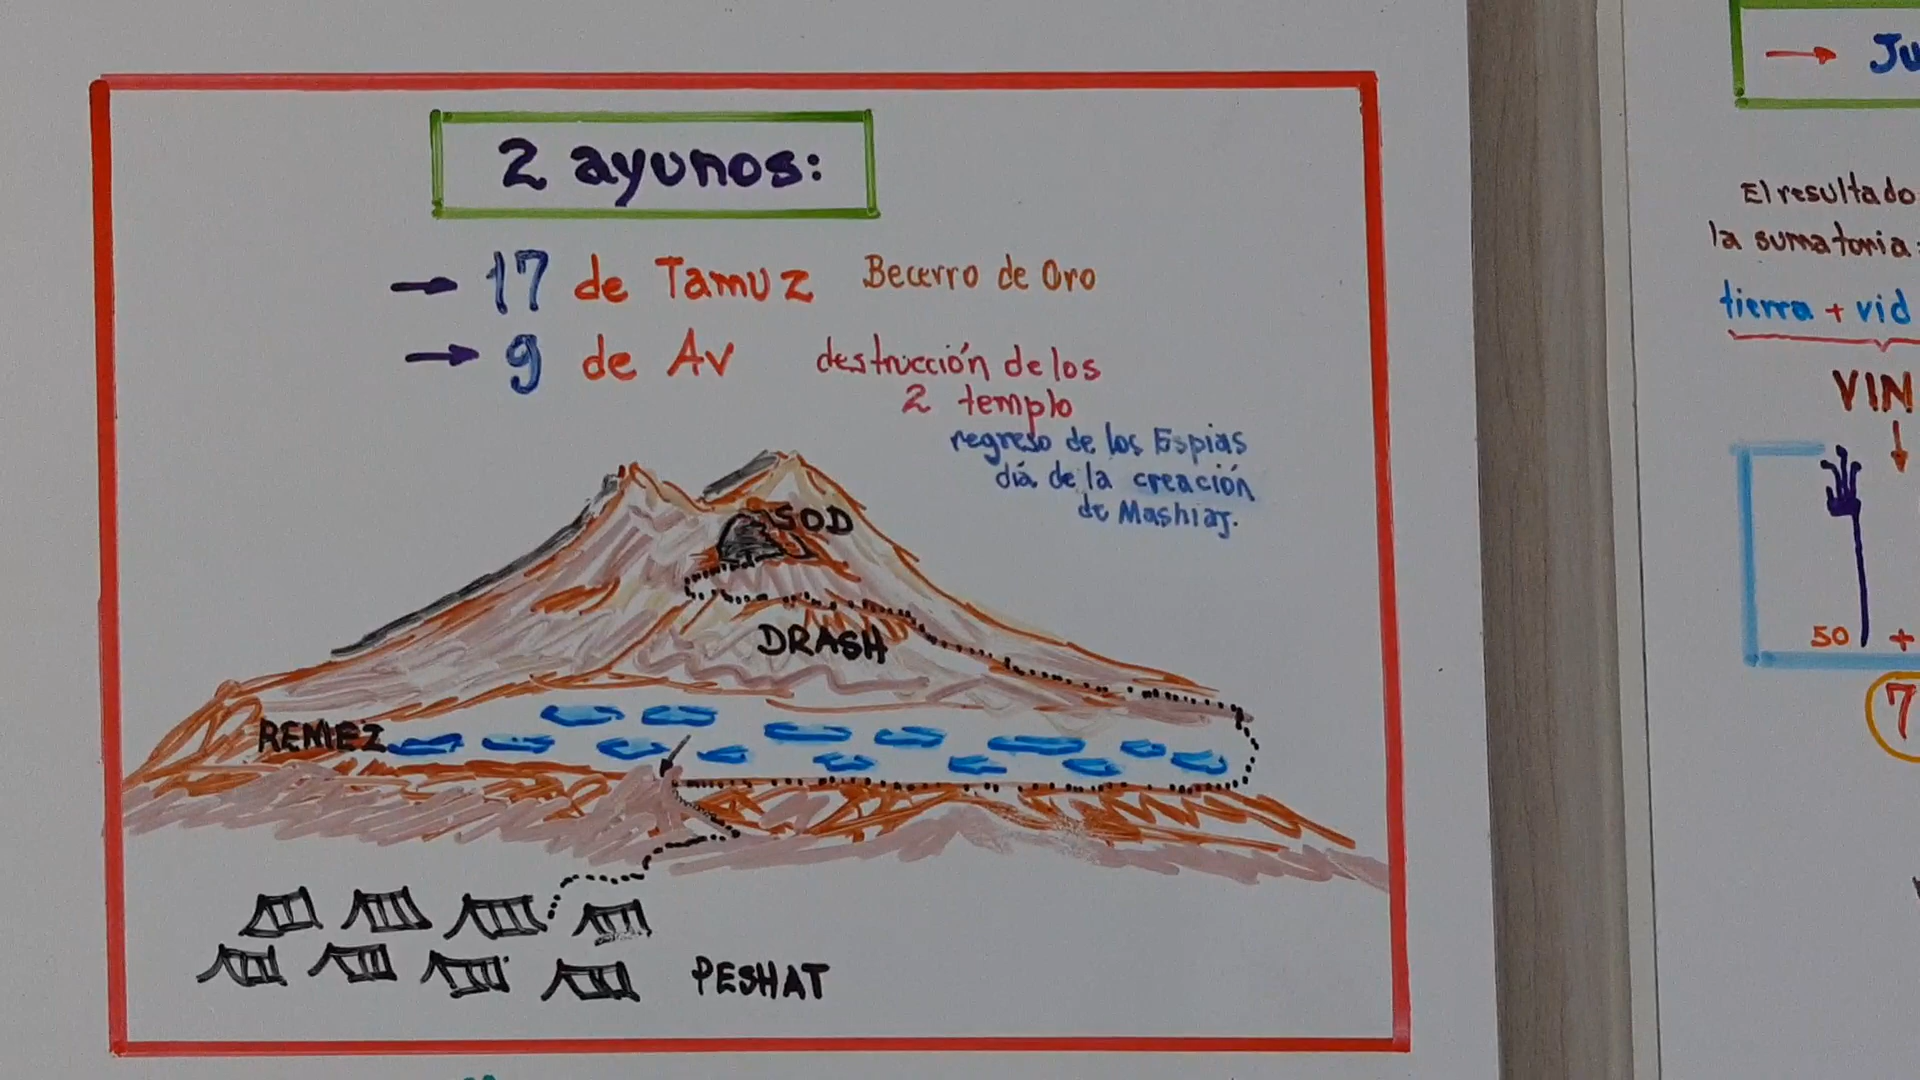 2 ayunos:
→ 17 de Tamuz Becerro de Oro
→ 9 de Av destrucción de los
2 templo
regreso de los Espias
día de la creación
de Mashiaj.
SOD
DRASH
REMEZ
PESHAT
→ Ju
El resultado
la sumatoria:
tierra + vid
VIN
50 +
7